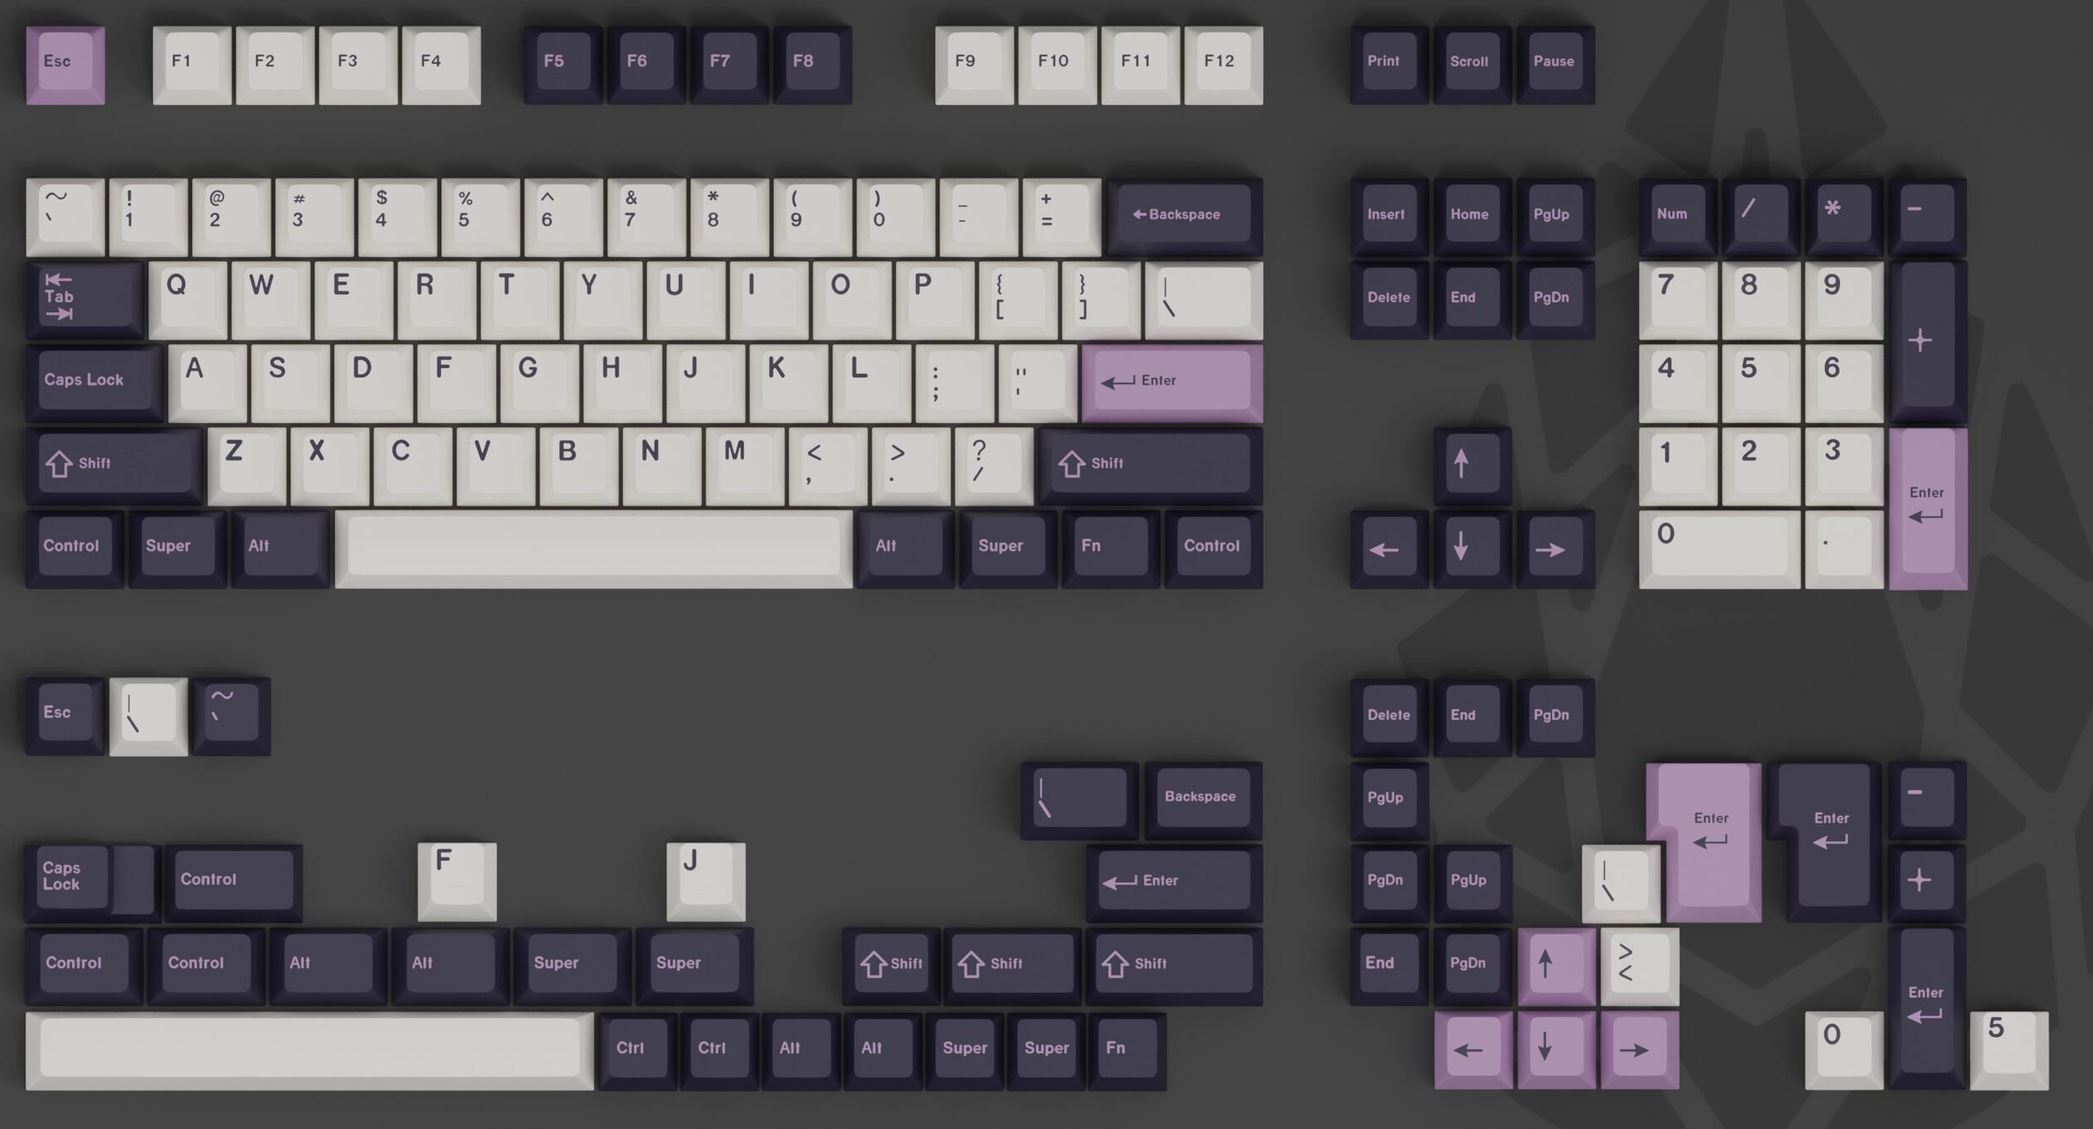 Esc F1 F2 F3 F4 F5 F6 F7 F8 F9 F10 F11 F12 Print Scroll Pause
~ ! @ # $ % ^ & * ( ) _ +
` 1 2 3 4 5 6 7 8 9 0 - = ←Backspace Insert Home PgUp Num / * −
Tab Q W E R T Y U I O P { } | Delete End PgDn 7 8 9 +
[ ] \
Caps Lock A S D F G H J K L : " ↵ Enter 4 5 6
; '
⇧ Shift Z X C V B N M < > ? ⇧ Shift ↑ 1 2 3 Enter
, . /
Control Super Alt Alt Super Fn Control ← ↓ → 0 .
Esc | ~ Delete End PgDn
\ `
| Backspace PgUp Enter Enter −
\
Caps Control F J ↵ Enter PgDn PgUp | +
Lock \
Control Control Alt Alt Super Super ⇧ Shift ⇧ Shift ⇧ Shift End PgDn ↑ > Enter
<
Ctrl Ctrl Alt Alt Super Super Fn ← ↓ → 0 5